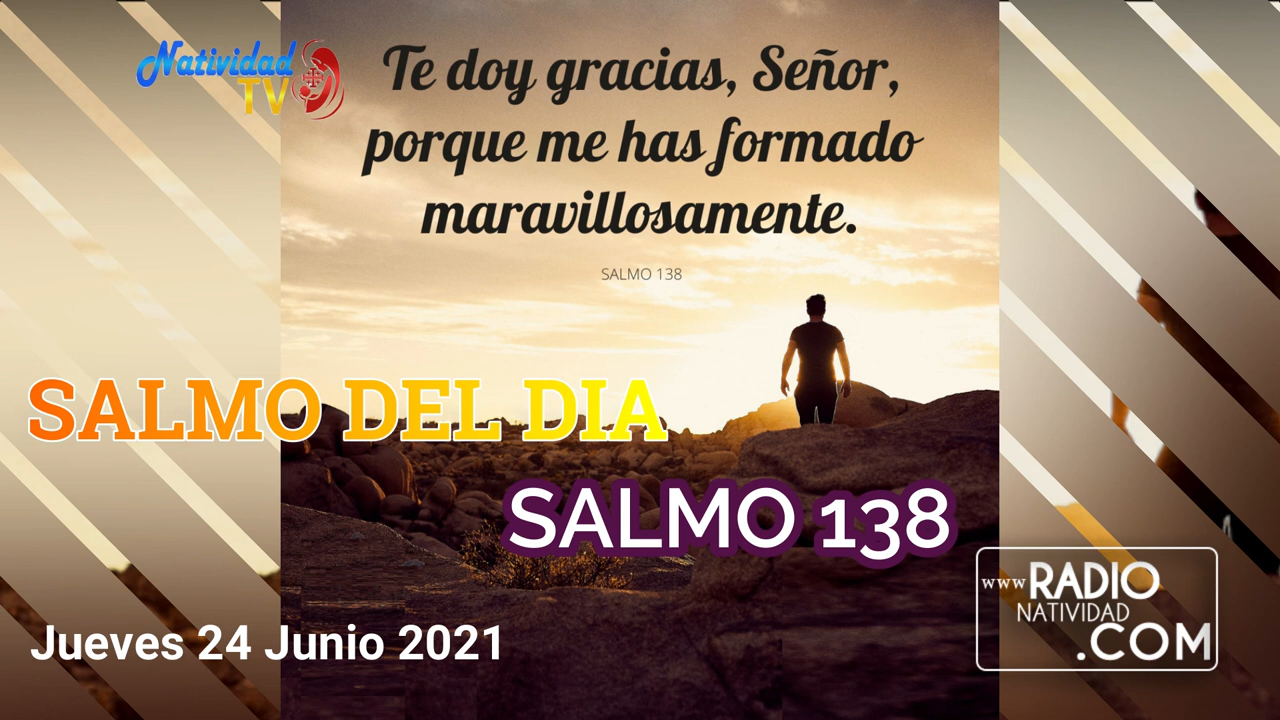 Natividad
TV
Te doy gracias, Señor,
porque me has formado
maravillosamente.
SALMO 138
SALMO DEL DIA
SALMO 138
www RADIO
NATIVIDAD
.COM
Jueves 24 Junio 2021